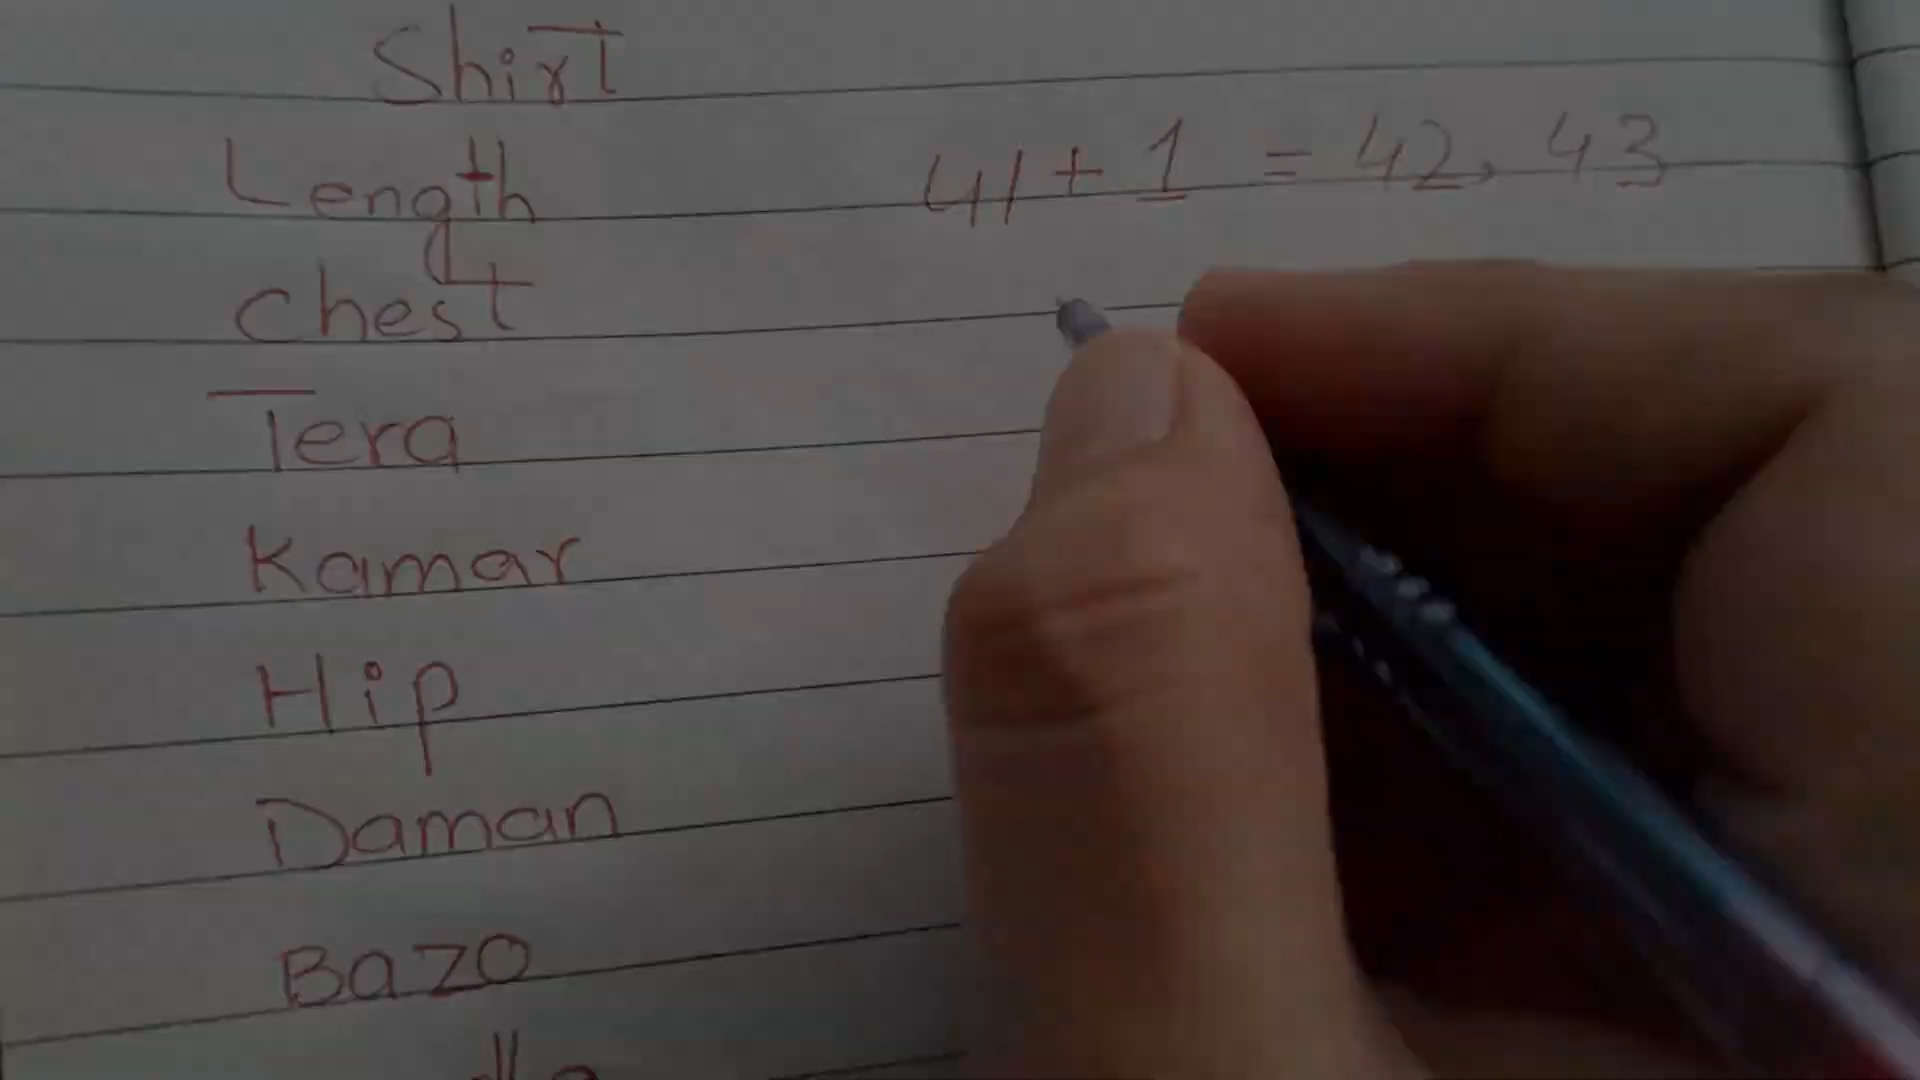 Shirt
Length 41 + 1 = 42, 43
Chest
Tera
Kamar
Hip
Daman
Bazo